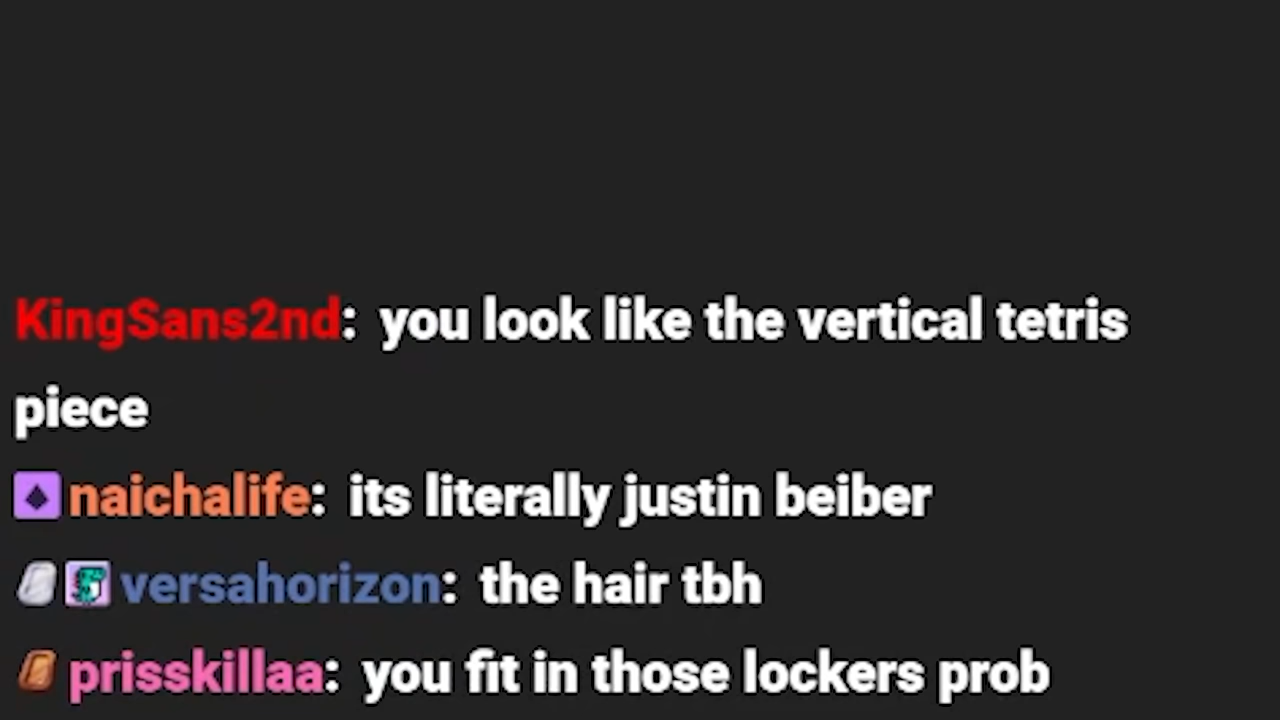 KingSans2nd: you look like the vertical tetris
piece
naichalife: its literally justin beiber
versahorizon: the hair tbh
prisskillaa: you fit in those lockers prob